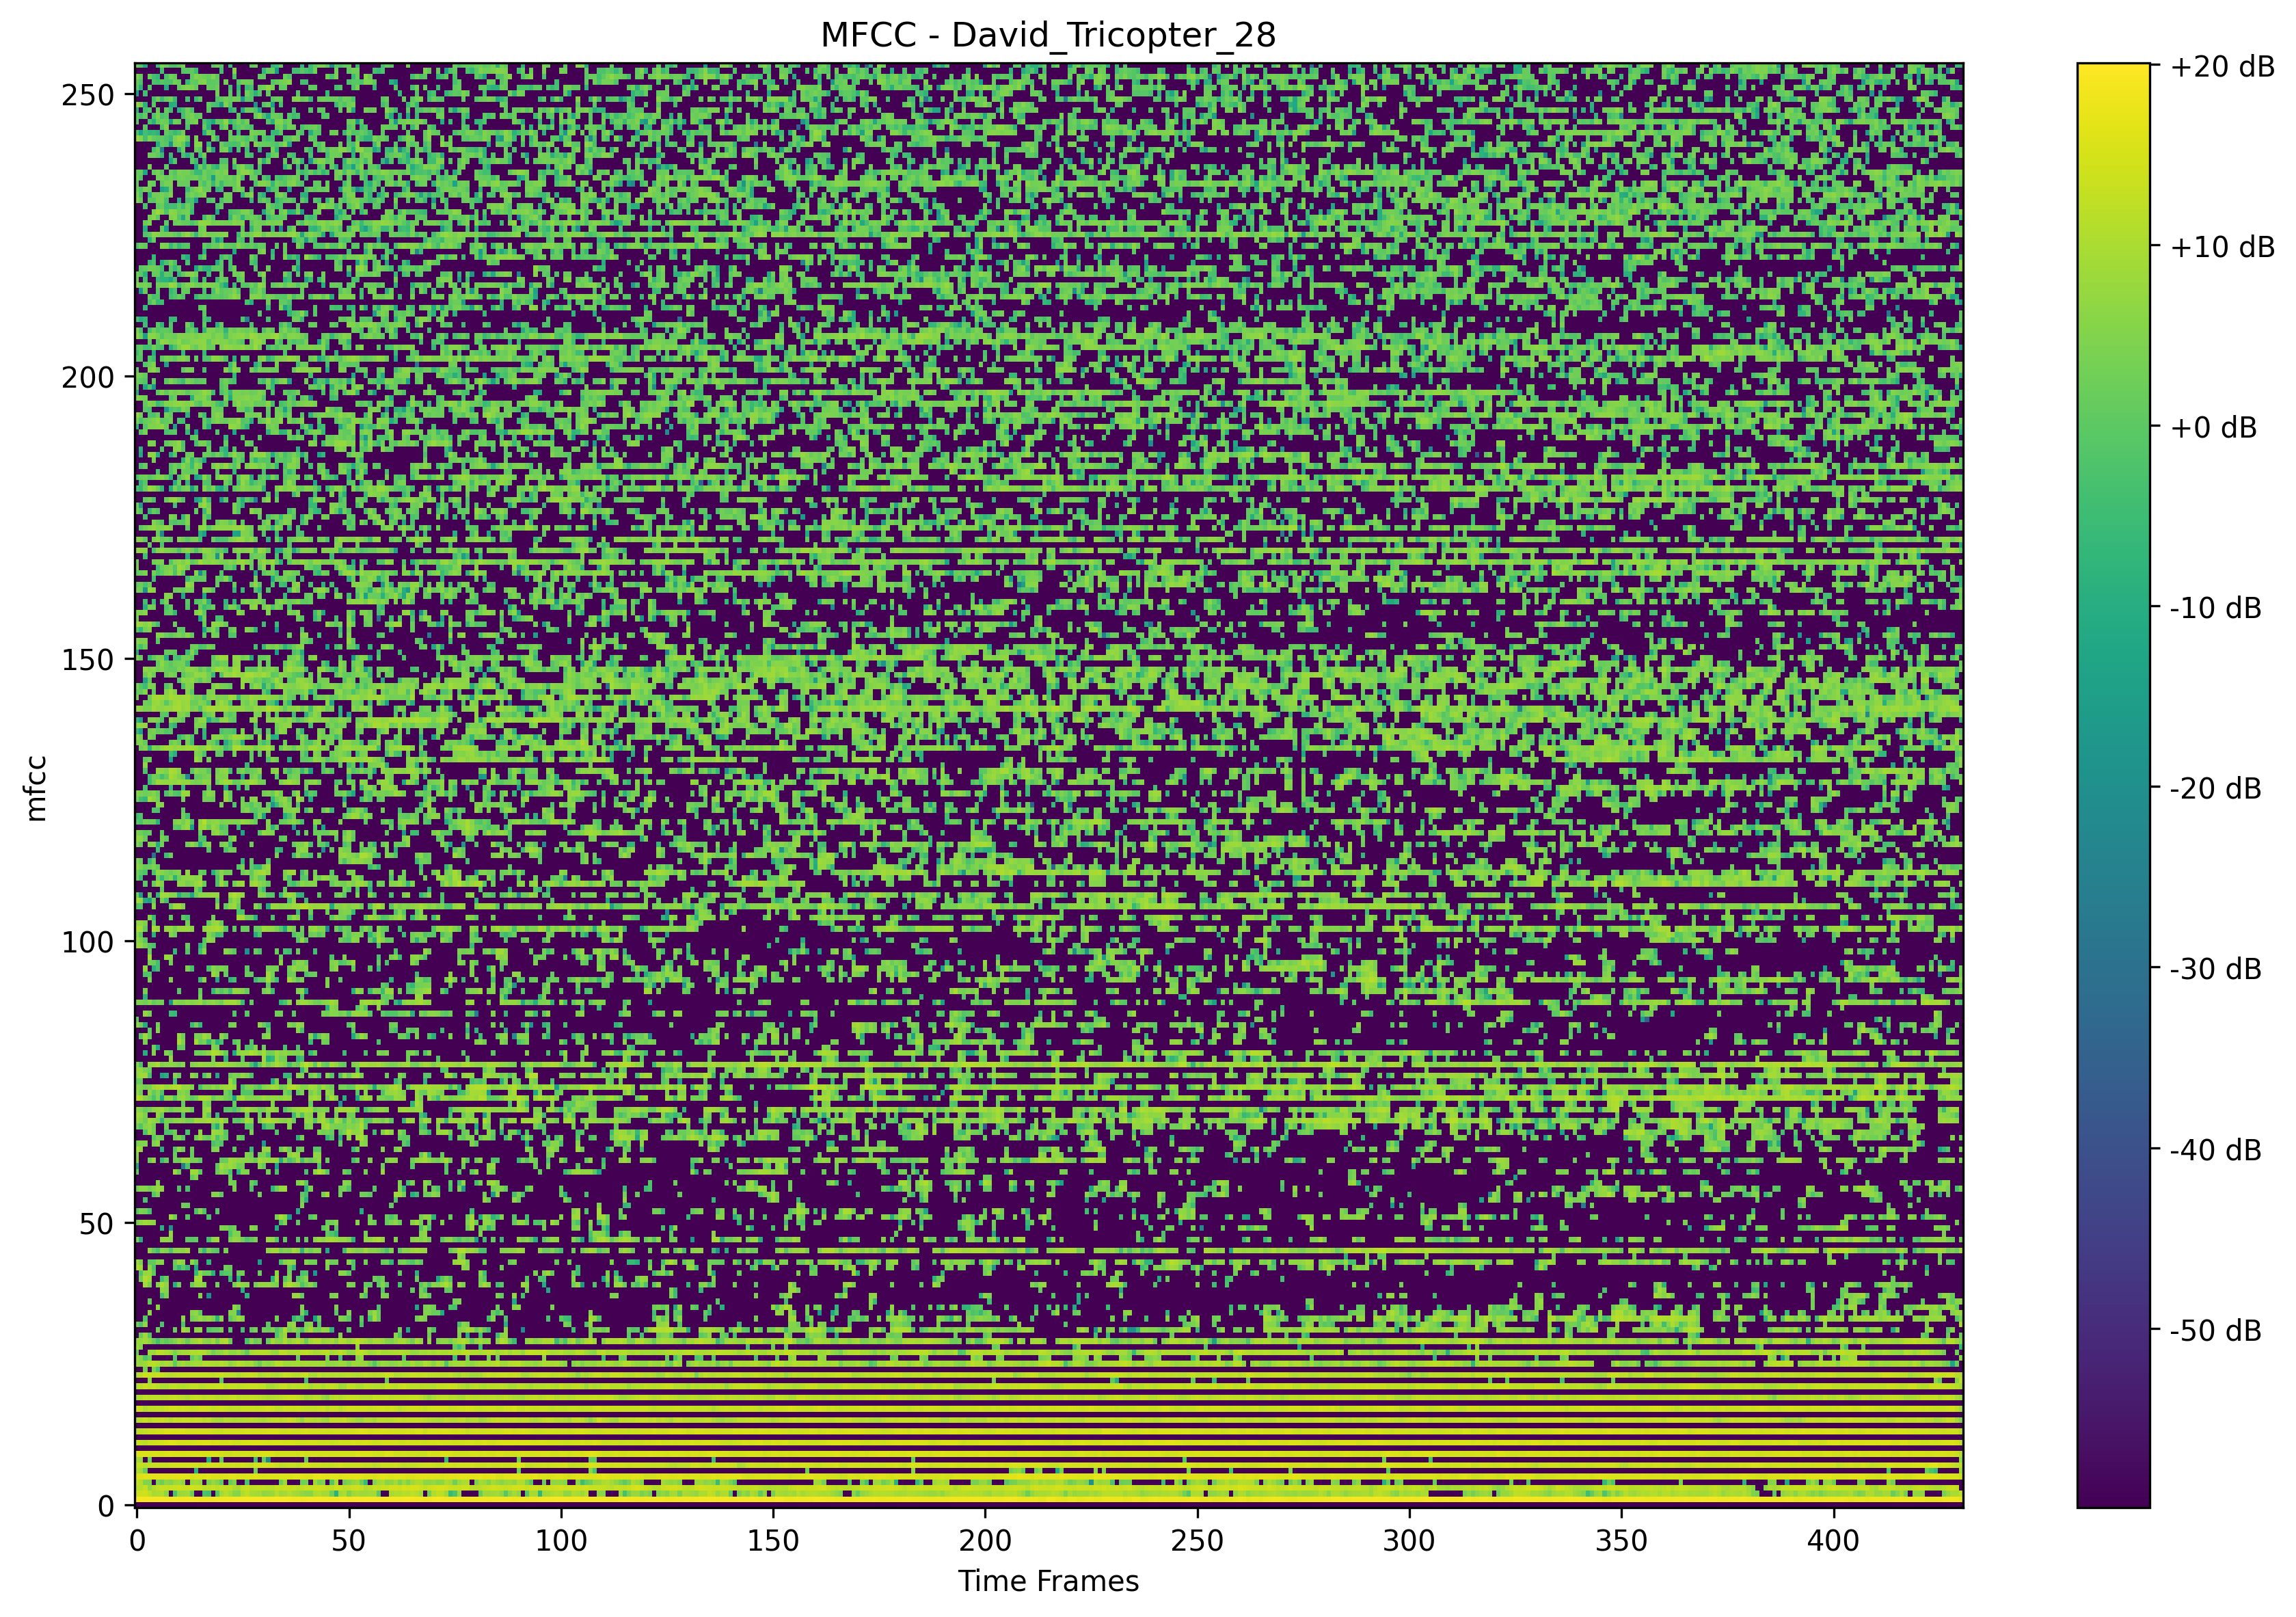 MFCC - David_Tricopter_28
250
200
150
100
50
0
mfcc
0 50 100 150 200 250 300 350 400
Time Frames
+20 dB
+10 dB
+0 dB
-10 dB
-20 dB
-30 dB
-40 dB
-50 dB